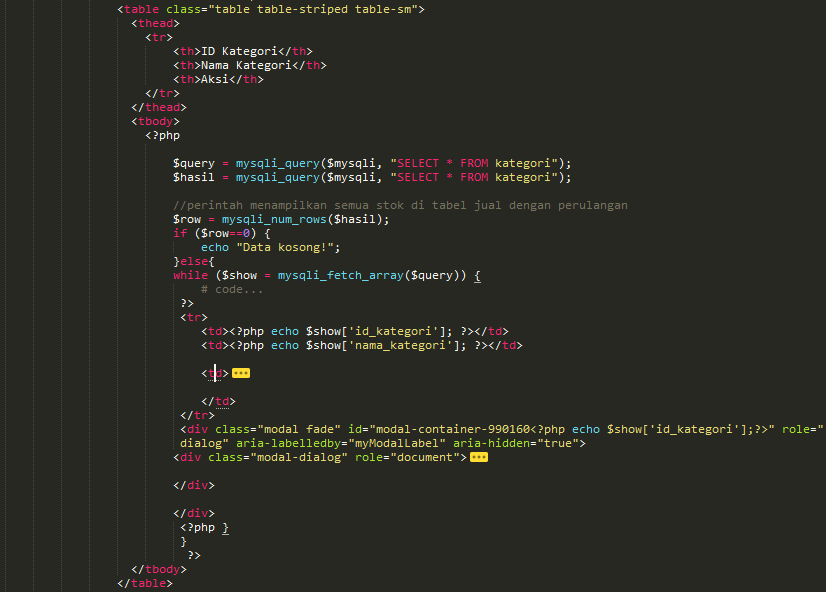 <table class="table table-striped table-sm">
<thead>
<tr>
<th>ID Kategori</th>
<th>Nama Kategori</th>
<th>Aksi</th>
</tr>
</thead>
<tbody>
<?php
$query = mysqli_query($mysqli, "SELECT * FROM kategori");
$hasil = mysqli_query($mysqli, "SELECT * FROM kategori");
//perintah menampilkan semua stok di tabel jual dengan perulangan
$row = mysqli_num_rows($hasil);
if ($row==0) {
echo "Data kosong!";
}else{
while ($show = mysqli_fetch_array($query)) {
# code...
?>
<tr>
<td><?php echo $show['id_kategori']; ?></td>
<td><?php echo $show['nama_kategori']; ?></td>
<td>
</td>
</tr>
<div class="modal fade" id="modal-container-990160<?php echo $show['id_kategori'];?>" role="
dialog" aria-labelledby="myModalLabel" aria-hidden="true">
<div class="modal-dialog" role="document">
</div>
</div>
<?php }
}
?>
</tbody>
</table>